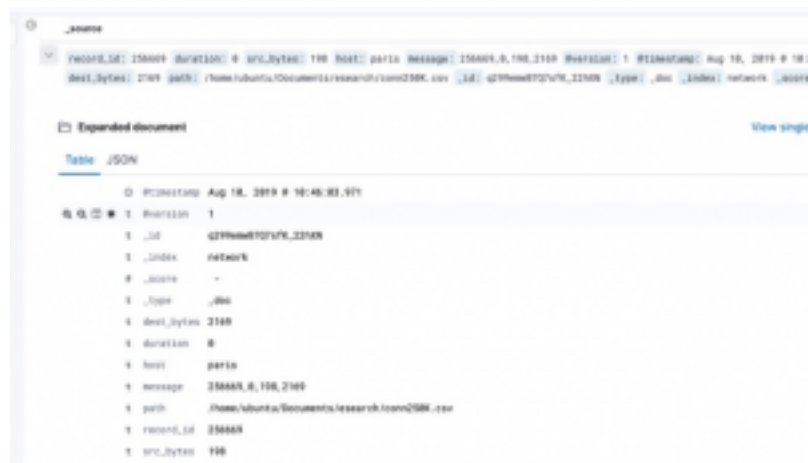 _source
record_id: 256669 duration: 0 src_bytes: 198 host: paris message: 256669,0,198,2169 @version: 1 @timestamp: Aug 10, 2019 @ 10:
dest_bytes: 2169 path: /home/ubuntu/Documents/esearch/conn250K.csv _id: _type: _doc _index: network _score
Expanded document
View single
Table JSON
@timestamp Aug 10, 2019 @ 10:46:03.971
t @version 1
t _id
t _index network
# _score -
t _type _doc
t dest_bytes 2169
t duration 0
t host paris
t message 256669,0,198,2169
t path /home/ubuntu/Documents/esearch/conn250K.csv
t record_id 256669
t src_bytes 198